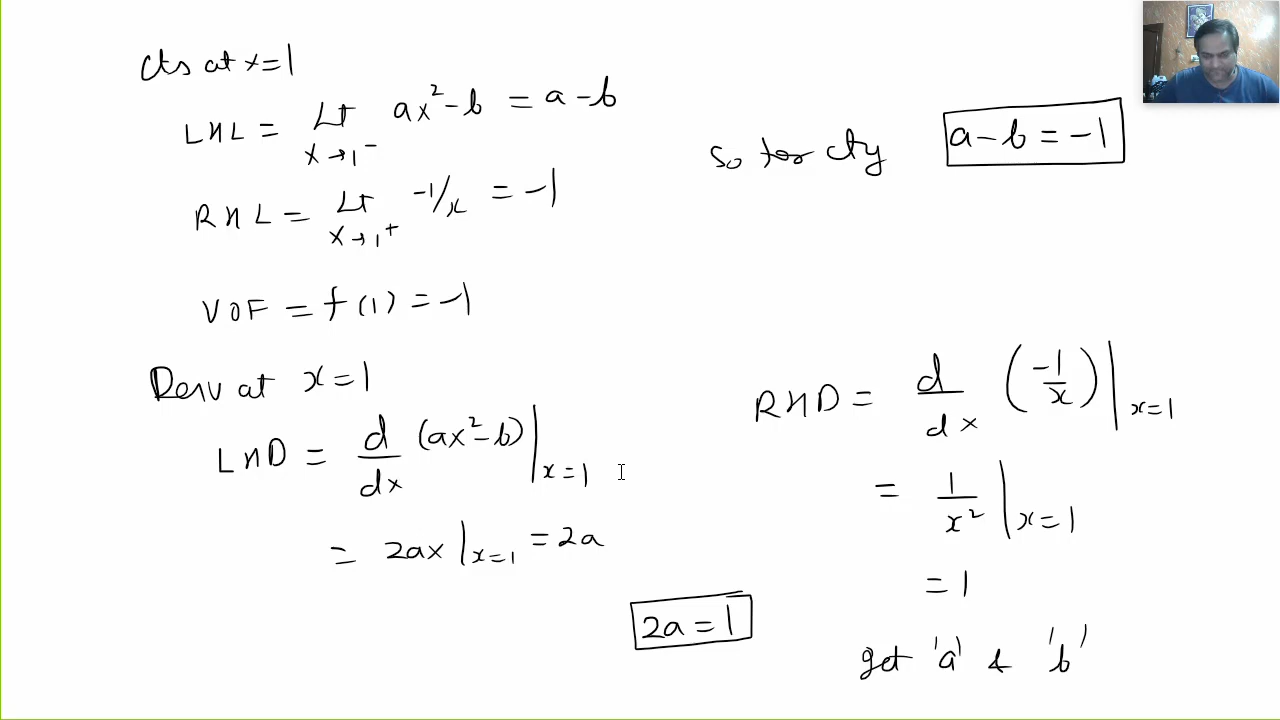 Cts at x=1
LHL = Lt x→1⁻ ax²-b = a-b
So for cty a-b = -1
RHL = Lt x→1⁺ -1/x = -1
VOF = f(1) = -1
Derv at x=1
LHD = d/dx (ax²-b)|x=1
= 2ax|x=1 = 2a
RHD = d/dx (-1/x)|x=1
= 1/x²|x=1
= 1
2a = 1
get 'a' & 'b'